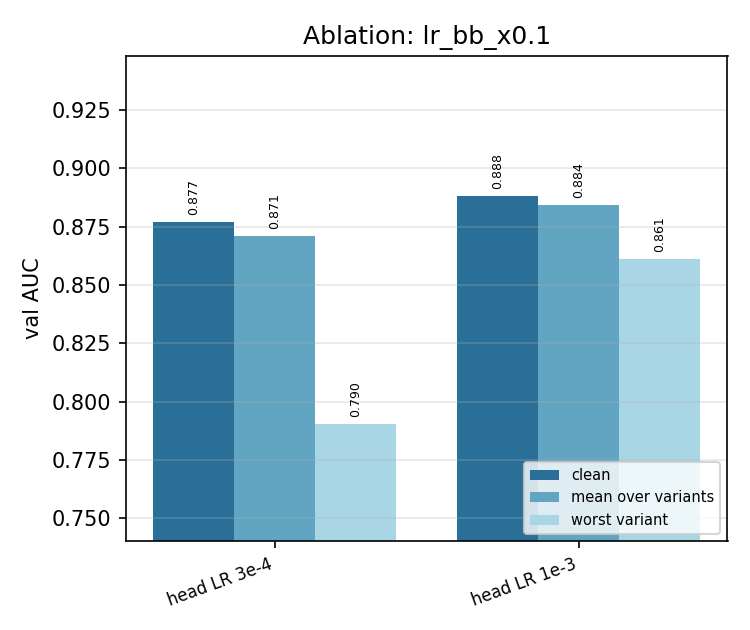 Ablation: lr_bb_x0.1
val AUC
0.925
0.900
0.875
0.850
0.825
0.800
0.775
0.750
0.877
0.871
0.790
0.888
0.884
0.861
clean
mean over variants
worst variant
head LR 3e-4
head LR 1e-3